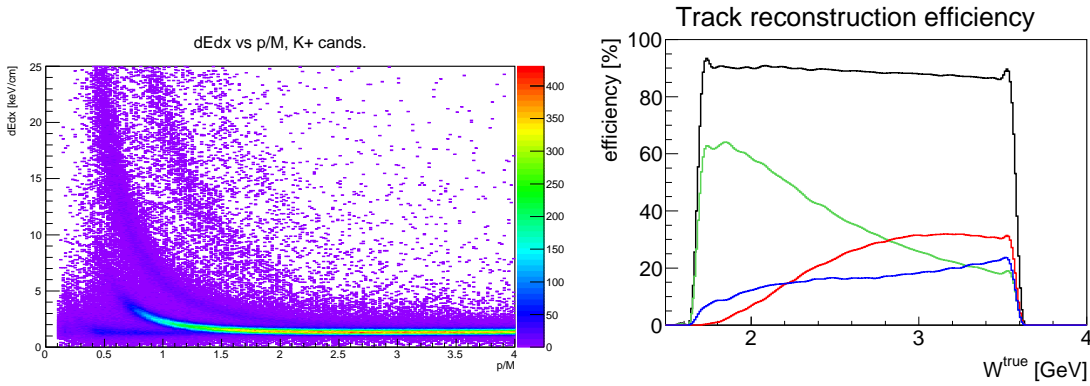 dEdx vs p/M, K+ cands.
dEdx [keV/cm]
25
20
15
10
5
0
0 0.5 1 1.5 2 2.5 3 3.5 4
p/M
400
350
300
250
200
150
100
50
0
Track reconstruction efficiency
efficiency [%]
100
80
60
40
20
0
2 3 4
W^true [GeV]